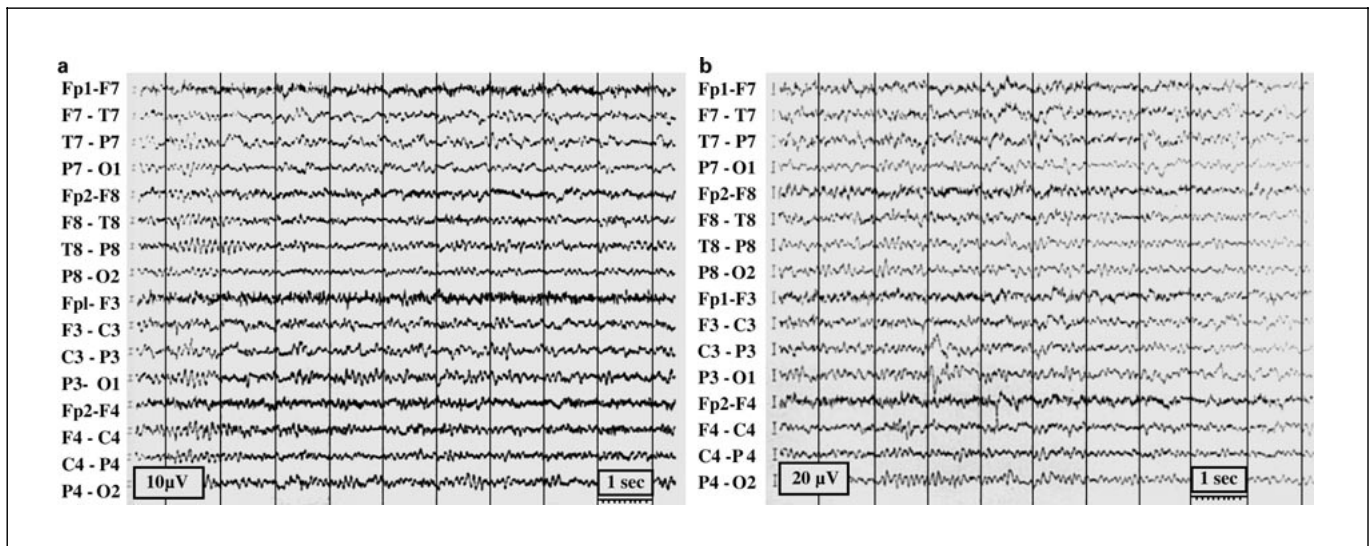 a
Fp1-F7
F7 - T7
T7 - P7
P7 - O1
Fp2-F8
F8 - T8
T8 - P8
P8 - O2
Fpl- F3
F3 - C3
C3 - P3
P3- O1
Fp2-F4
F4 - C4
C4 - P4
P4 - O2
10µV
1 sec
b
Fp1-F7
F7 - T7
T7 - P7
P7 - O1
Fp2-F8
F8 - T8
T8 - P8
P8 - O2
Fp1-F3
F3 - C3
C3 - P3
P3 - O1
Fp2-F4
F4 - C4
C4 -P 4
P4 - O2
20 µV
1 sec